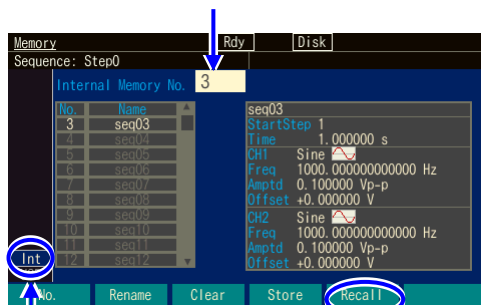 Memory Rdy Disk
Sequence: Step0
Internal Memory No. 3
No. Name
3 seq03
4 seq04
5 seq05
6 seq06
7 seq07
8 seq08
9 seq09
10 seq10
11 seq11
12 seq12
seq03
StartStep 1
Time 1.000000 s
CH1 Sine
Freq 1000.000000000000 Hz
Amptd 0.100000 Vp-p
Offset +0.000000 V
CH2 Sine
Freq 1000.000000000000 Hz
Amptd 0.100000 Vp-p
Offset +0.000000 V
Int
No. Rename Clear Store Recall